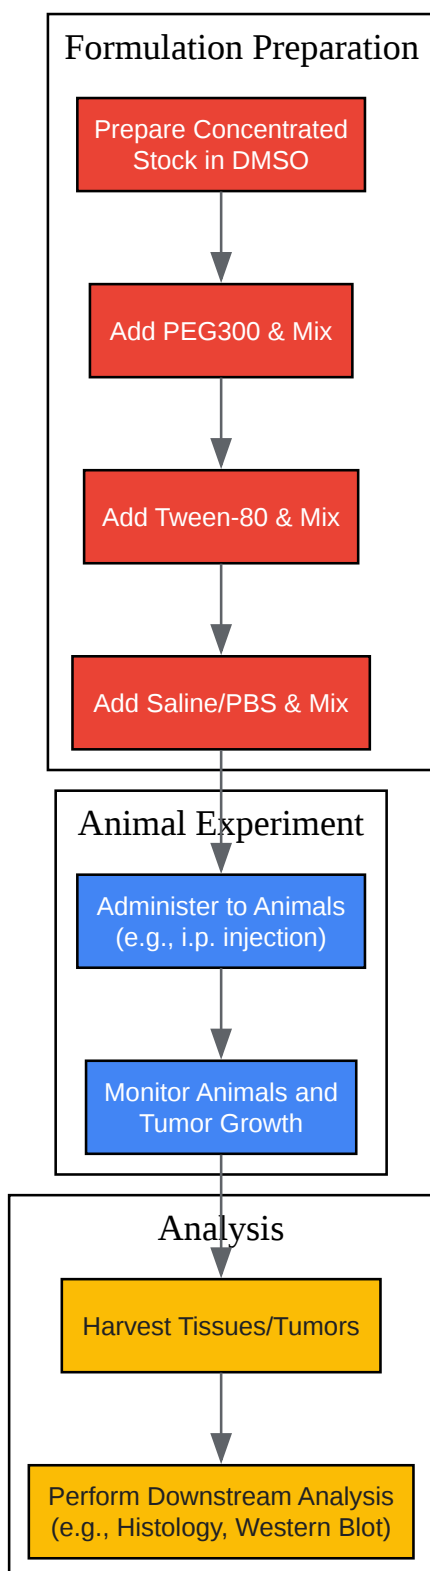 Formulation Preparation
Prepare Concentrated
Stock in DMSO
Add PEG300 & Mix
Add Tween-80 & Mix
Add Saline/PBS & Mix
Animal Experiment
Administer to Animals
(e.g., i.p. injection)
Monitor Animals and
Tumor Growth
Analysis
Harvest Tissues/Tumors
Perform Downstream Analysis
(e.g., Histology, Western Blot)